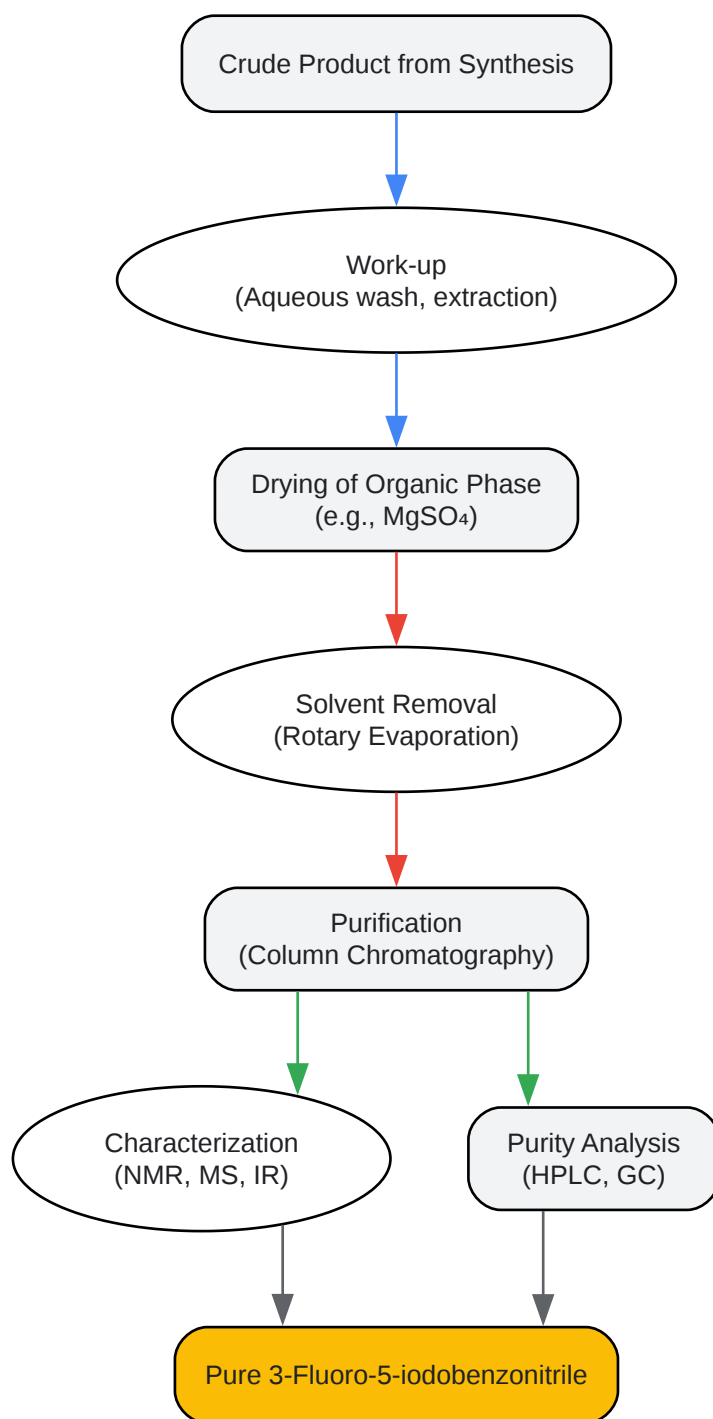 Crude Product from Synthesis
Work-up
(Aqueous wash, extraction)
Drying of Organic Phase
(e.g., MgSO₄)
Solvent Removal
(Rotary Evaporation)
Purification
(Column Chromatography)
Characterization
(NMR, MS, IR)
Purity Analysis
(HPLC, GC)
Pure 3-Fluoro-5-iodobenzonitrile